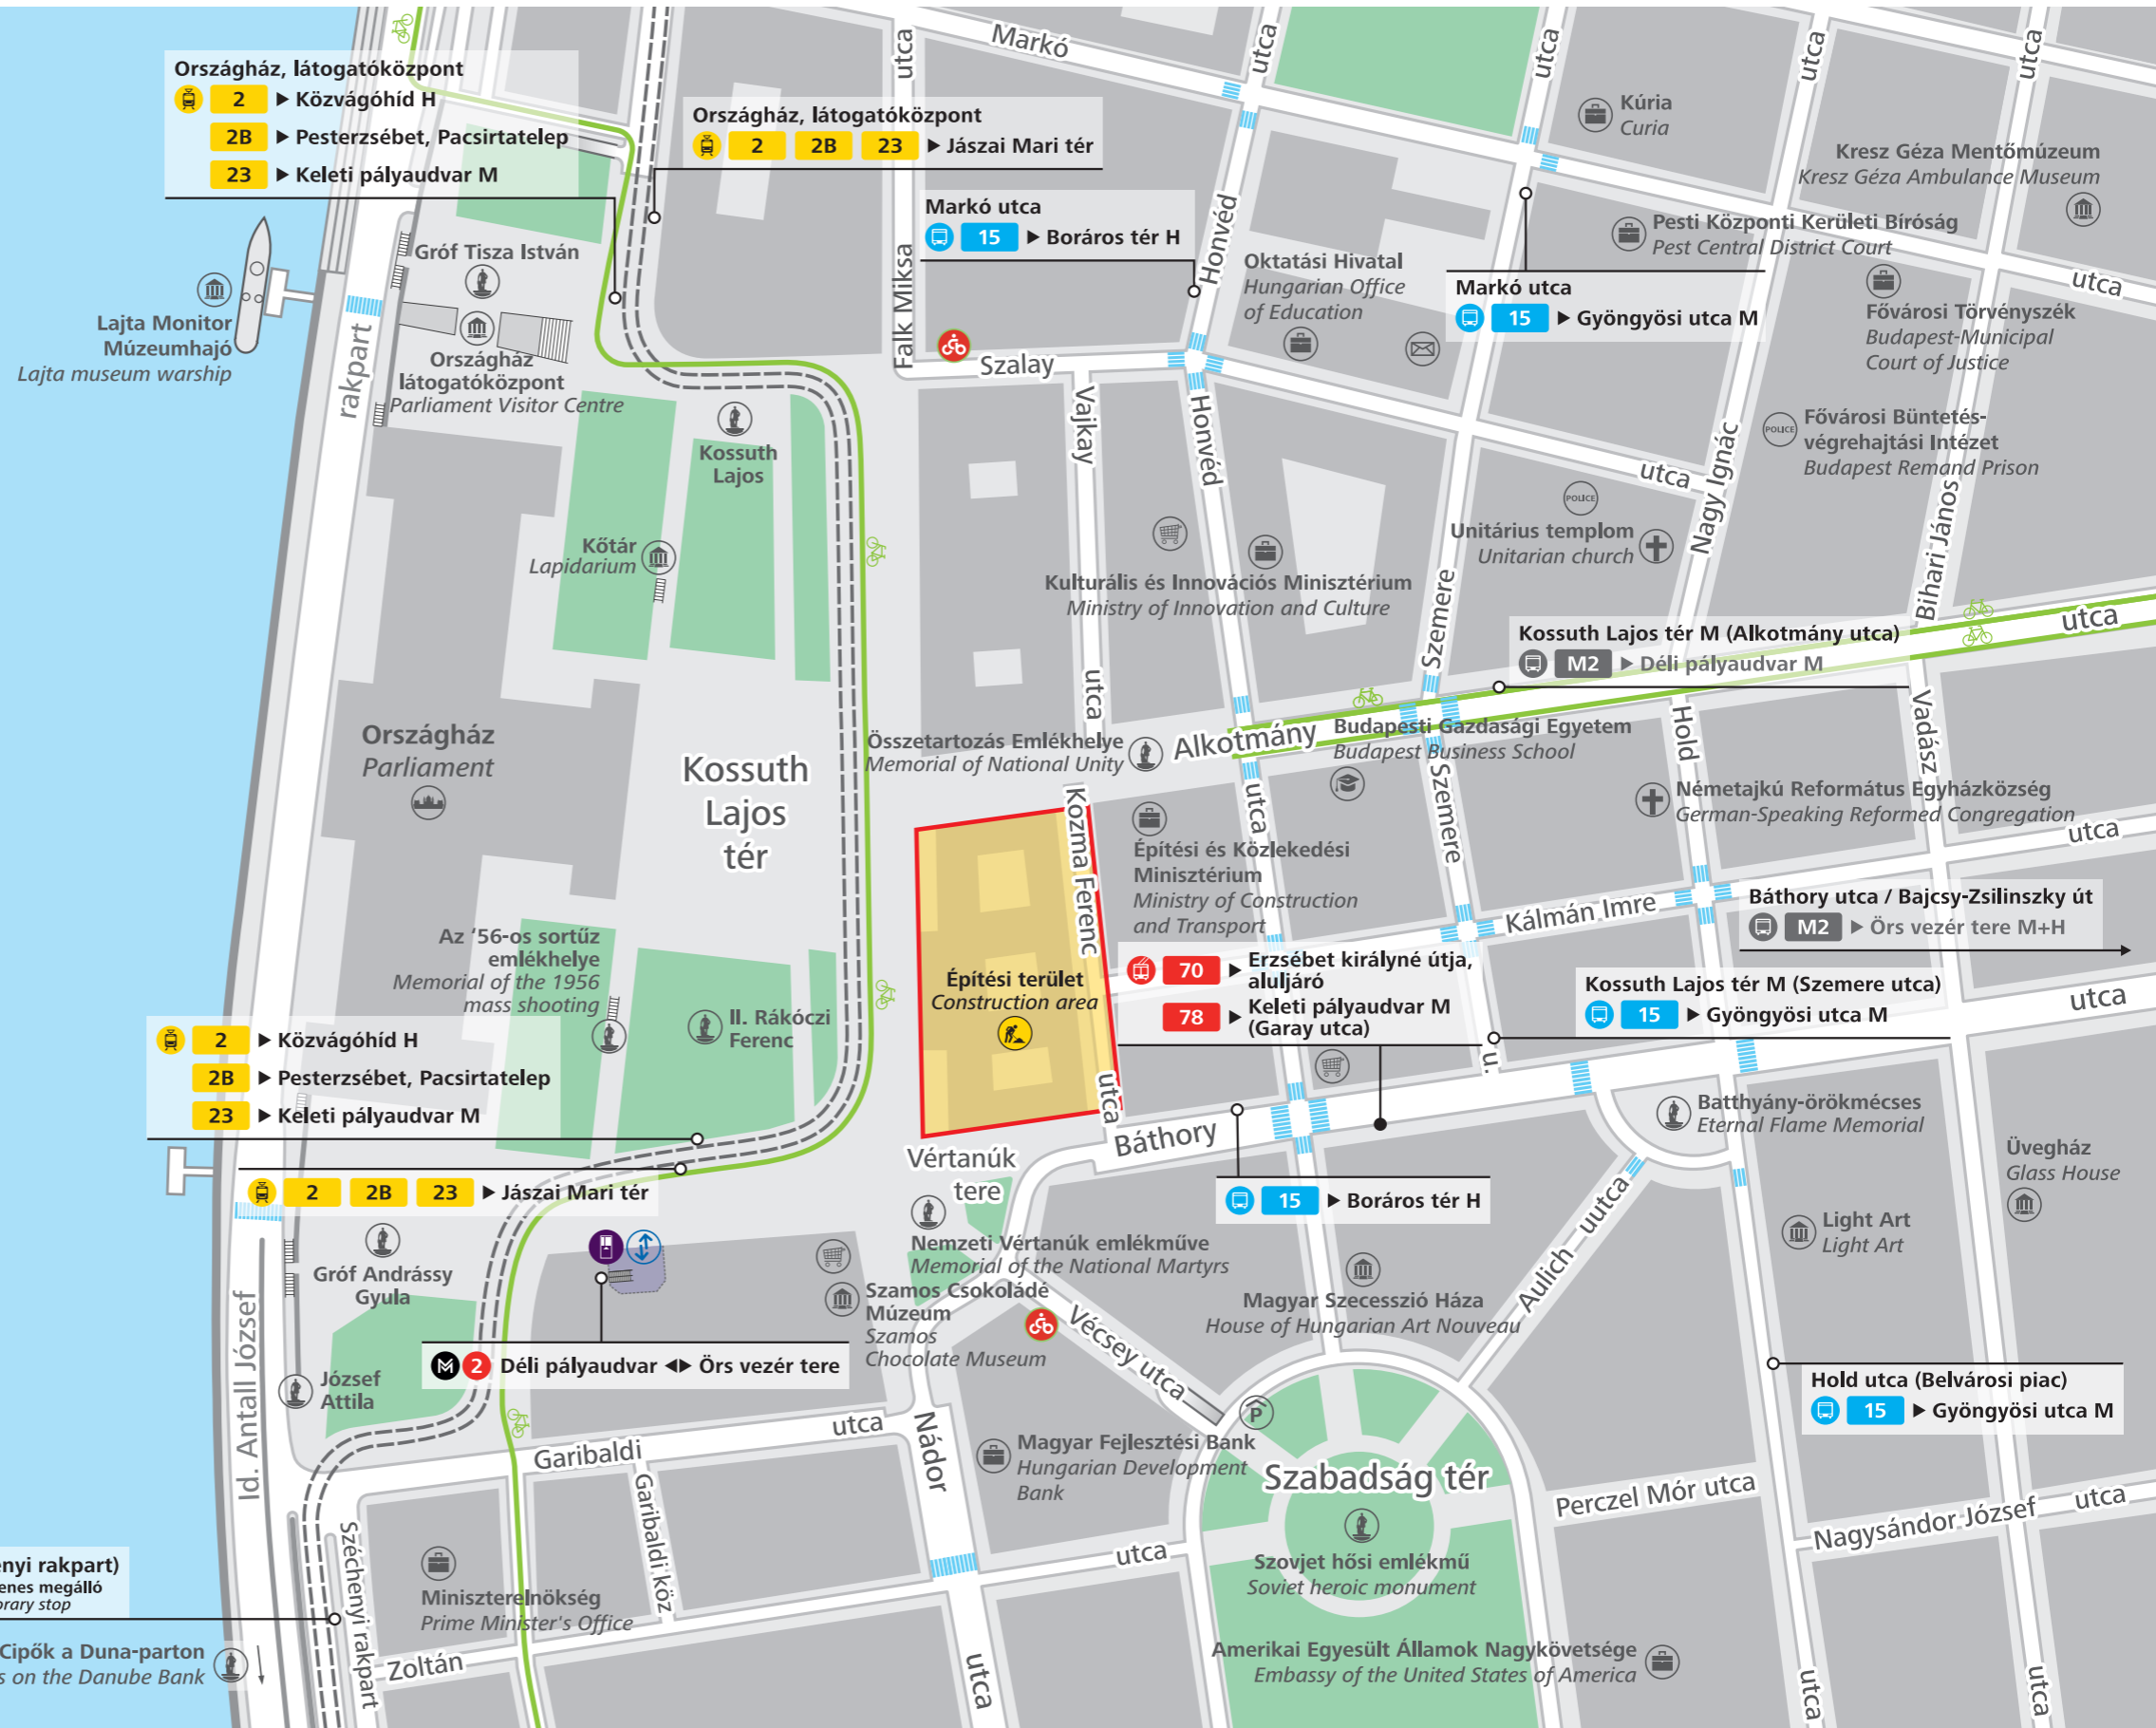 Országház, látogatóközpont
2 ▶ Közvágóhíd H
2B ▶ Pesterzsébet, Pacsirtatelep
23 ▶ Keleti pályaudvar M
Országház, látogatóközpont
2 2B 23 ▶ Jászai Mari tér
Markó utca
15 ▶ Boráros tér H
Markó utca
15 ▶ Gyöngyösi utca M
Markó
utca
utca
utca
utca
utca
utca
Kúria
Curia
Kresz Géza Mentőmúzeum
Kresz Géza Ambulance Museum
Pesti Központi Kerületi Bíróság
Pest Central District Court
Fővárosi Törvényszék
Budapest-Municipal
Court of Justice
Oktatási Hivatal
Hungarian Office
of Education
Honvéd
Falk Miksa
Szalay
Vajkay
Honvéd
Gróf Tisza István
Országház
látogatóközpont
Parliament Visitor Centre
Lajta Monitor
Múzeumhajó
Lajta museum warship
rakpart
Kossuth
Lajos
Fővárosi Büntetés-
végrehajtási Intézet
Budapest Remand Prison
POLICE
POLICE
utca
Nagy Ignác
Bihari János
Unitárius templom
Unitarian church
Kőtár
Lapidarium
Kulturális és Innovációs Minisztérium
Ministry of Innovation and Culture
Szemere
utca
Kossuth Lajos tér M (Alkotmány utca)
M2 ▶ Déli pályaudvar M
utca
Országház
Parliament
Kossuth
Lajos
tér
Összetartozás Emlékhelye
Memorial of National Unity
Alkotmány
Budapesti Gazdasági Egyetem
Budapest Business School
Hold
Vadász
Németajkú Református Egyházközség
German-Speaking Reformed Congregation
utca
Kozma Ferenc
utca
Szemere
Építési és Közlekedési
Minisztérium
Ministry of Construction
and Transport
Kálmán Imre
Báthory utca / Bajcsy-Zsilinszky út
M2 ▶ Örs vezér tere M+H
Az '56-os sortűz
emlékhelye
Memorial of the 1956
mass shooting
II. Rákóczi
Ferenc
Építési terület
Construction area
70 ▶ Erzsébet királyné útja,
aluljáró
78 ▶ Keleti pályaudvar M
(Garay utca)
Kossuth Lajos tér M (Szemere utca)
15 ▶ Gyöngyösi utca M
utca
u.
utca
2 ▶ Közvágóhíd H
2B ▶ Pesterzsébet, Pacsirtatelep
23 ▶ Keleti pályaudvar M
2 2B 23 ▶ Jászai Mari tér
Vértanúk
tere
Báthory
15 ▶ Boráros tér H
Batthyány-örökmécses
Eternal Flame Memorial
Üvegház
Glass House
Light Art
Light Art
Gróf Andrássy
Gyula
Nemzeti Vértanúk emlékműve
Memorial of the National Martyrs
Szamos Csokoládé
Múzeum
Szamos
Chocolate Museum
Magyar Szecesszió Háza
House of Hungarian Art Nouveau
Aulich uutca
Vécsey utca
M 2 Déli pályaudvar ◀▶ Örs vezér tere
József
Attila
Id. Antall József
Hold utca (Belvárosi piac)
15 ▶ Gyöngyösi utca M
P
Garibaldi
utca
Nádor
Magyar Fejlesztési Bank
Hungarian Development
Bank
Szabadság tér
Perczel Mór utca
Nagysándor József
utca
Garibaldi köz
Széchenyi rakpart
utca
Szovjet hősi emlékmű
Soviet heroic monument
Miniszterelnökség
Prime Minister's Office
enyi rakpart)
enes megálló
orary stop
Cipők a Duna-parton
s on the Danube Bank
Zoltán
utca
Amerikai Egyesült Államok Nagykövetsége
Embassy of the United States of America
utca
utca